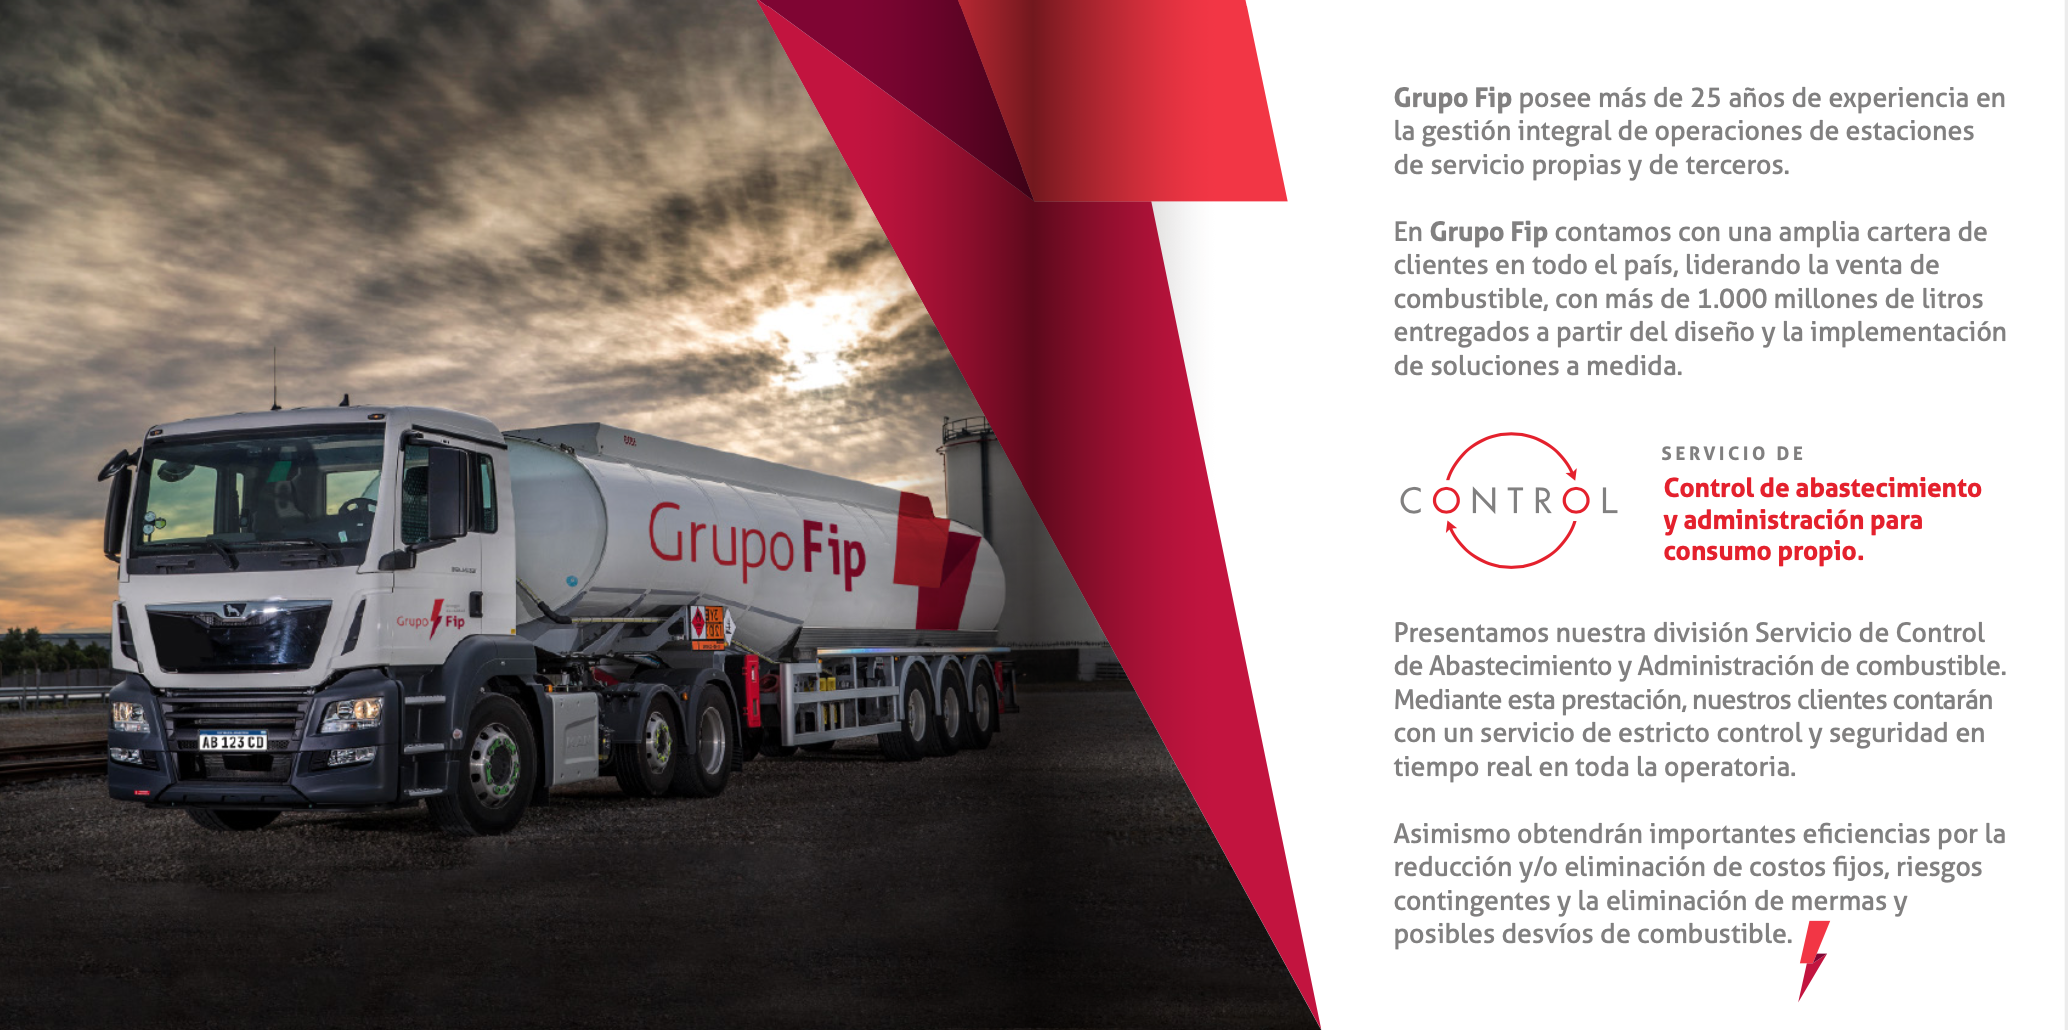 Grupo Fip posee más de 25 años de experiencia en
la gestión integral de operaciones de estaciones
de servicio propias y de terceros.
En Grupo Fip contamos con una amplia cartera de
clientes en todo el país, liderando la venta de
combustible, con más de 1.000 millones de litros
entregados a partir del diseño y la implementación
de soluciones a medida.
CONTROL
SERVICIO DE
Control de abastecimiento
y administración para
consumo propio.
Presentamos nuestra división Servicio de Control
de Abastecimiento y Administración de combustible.
Mediante esta prestación, nuestros clientes contarán
con un servicio de estricto control y seguridad en
tiempo real en toda la operatoria.
Asimismo obtendrán importantes eficiencias por la
reducción y/o eliminación de costos fijos, riesgos
contingentes y la eliminación de mermas y
posibles desvíos de combustible.
Grupo Fip
Grupo Fip
AB 123 CD